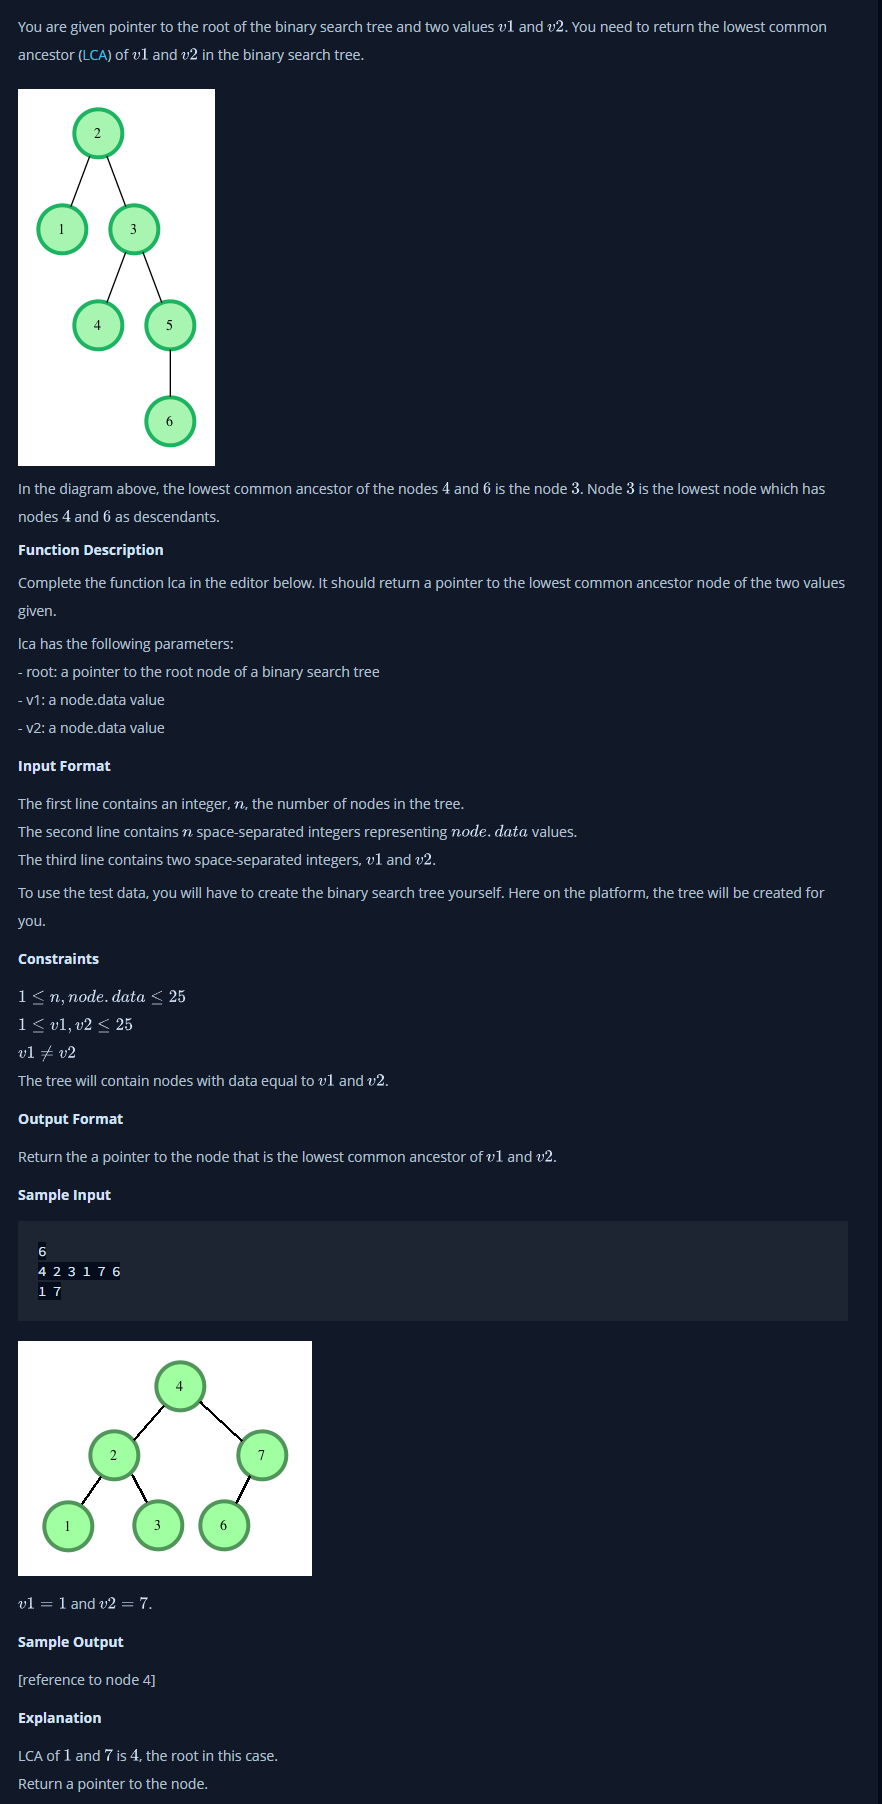 You are given pointer to the root of the binary search tree and two values v1 and v2. You need to return the lowest common
ancestor (LCA) of v1 and v2 in the binary search tree.
2
1 3
4 5
6
In the diagram above, the lowest common ancestor of the nodes 4 and 6 is the node 3. Node 3 is the lowest node which has
nodes 4 and 6 as descendants.
Function Description
Complete the function lca in the editor below. It should return a pointer to the lowest common ancestor node of the two values
given.
lca has the following parameters:
- root: a pointer to the root node of a binary search tree
- v1: a node.data value
- v2: a node.data value
Input Format
The first line contains an integer, n, the number of nodes in the tree.
The second line contains n space-separated integers representing node.data values.
The third line contains two space-separated integers, v1 and v2.
To use the test data, you will have to create the binary search tree yourself. Here on the platform, the tree will be created for
you.
Constraints
1 ≤ n, node.data ≤ 25
1 ≤ v1, v2 ≤ 25
v1 ≠ v2
The tree will contain nodes with data equal to v1 and v2.
Output Format
Return the a pointer to the node that is the lowest common ancestor of v1 and v2.
Sample Input
6
4 2 3 1 7 6
1 7
4
2 7
1 3 6
v1 = 1 and v2 = 7.
Sample Output
[reference to node 4]
Explanation
LCA of 1 and 7 is 4, the root in this case.
Return a pointer to the node.